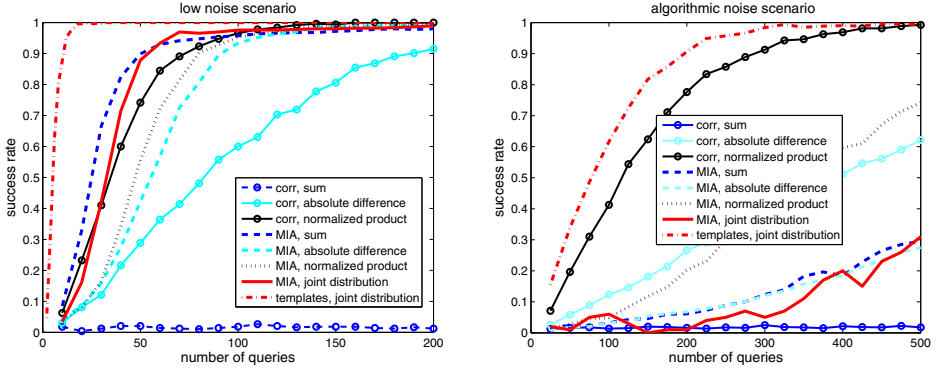 low noise scenario
1
0.9
0.8
0.7
0.6
0.5
0.4
0.3
0.2
0.1
0
success rate
0
50
100
150
200
number of queries
corr, sum
corr, absolute difference
corr, normalized product
MIA, sum
MIA, absolute difference
MIA, normalized product
MIA, joint distribution
templates, joint distribution
algorithmic noise scenario
1
0.9
0.8
0.7
0.6
0.5
0.4
0.3
0.2
0.1
0
success rate
0
100
200
300
400
500
number of queries
corr, sum
corr, absolute difference
corr, normalized product
MIA, sum
MIA, absolute difference
MIA, normalized product
MIA, joint distribution
templates, joint distribution